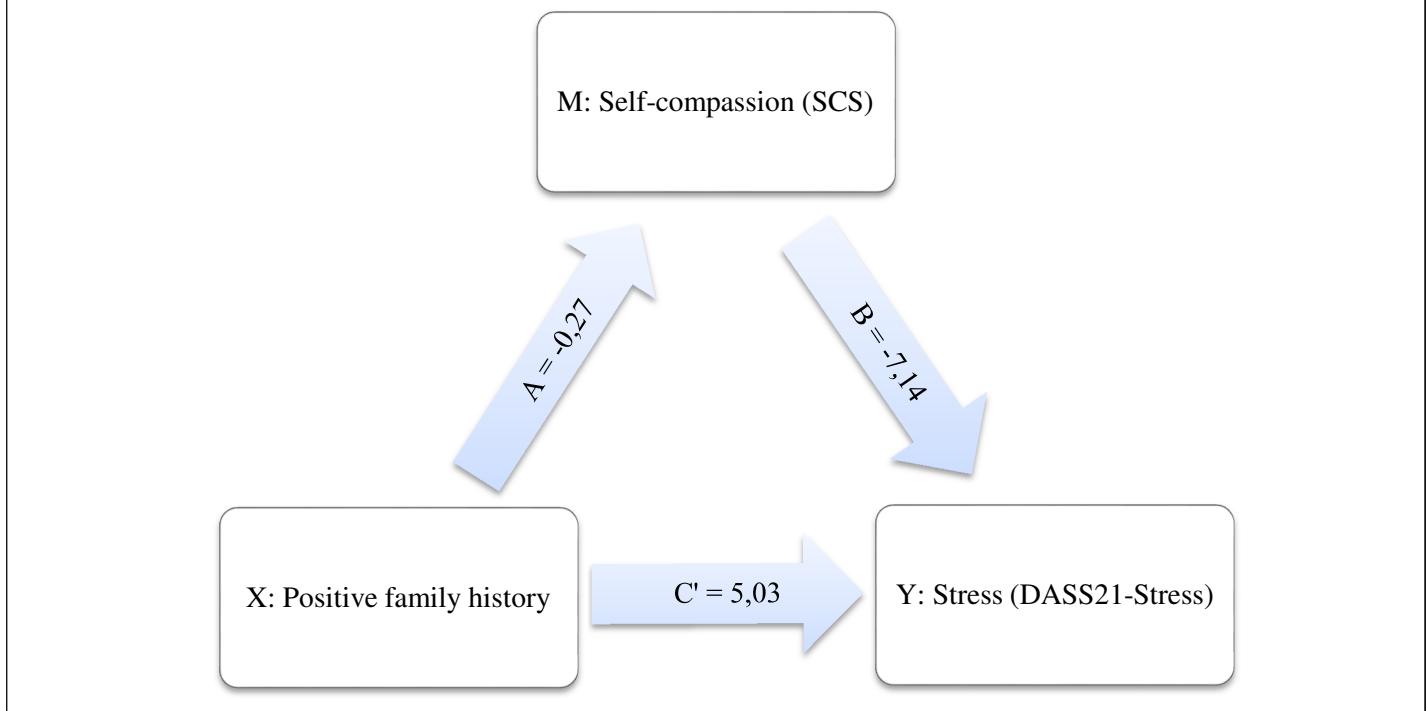 M: Self-compassion (SCS)
A = -0,27
B = -7,14
X: Positive family history
C' = 5,03
Y: Stress (DASS21-Stress)